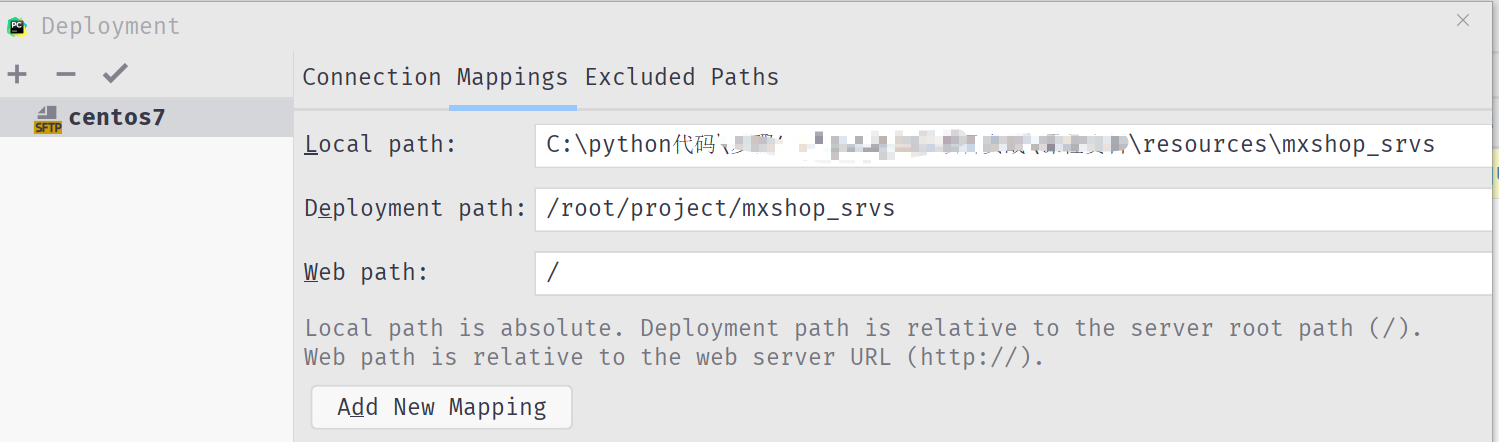 PC
Deployment
Connection Mappings Excluded Paths
SFTP centos7
Local path: C:\python代码\ \resources\mxshop_srvs
Deployment path: /root/project/mxshop_srvs
Web path: /
Local path is absolute. Deployment path is relative to the server root path (/).
Web path is relative to the web server URL (http://).
Add New Mapping